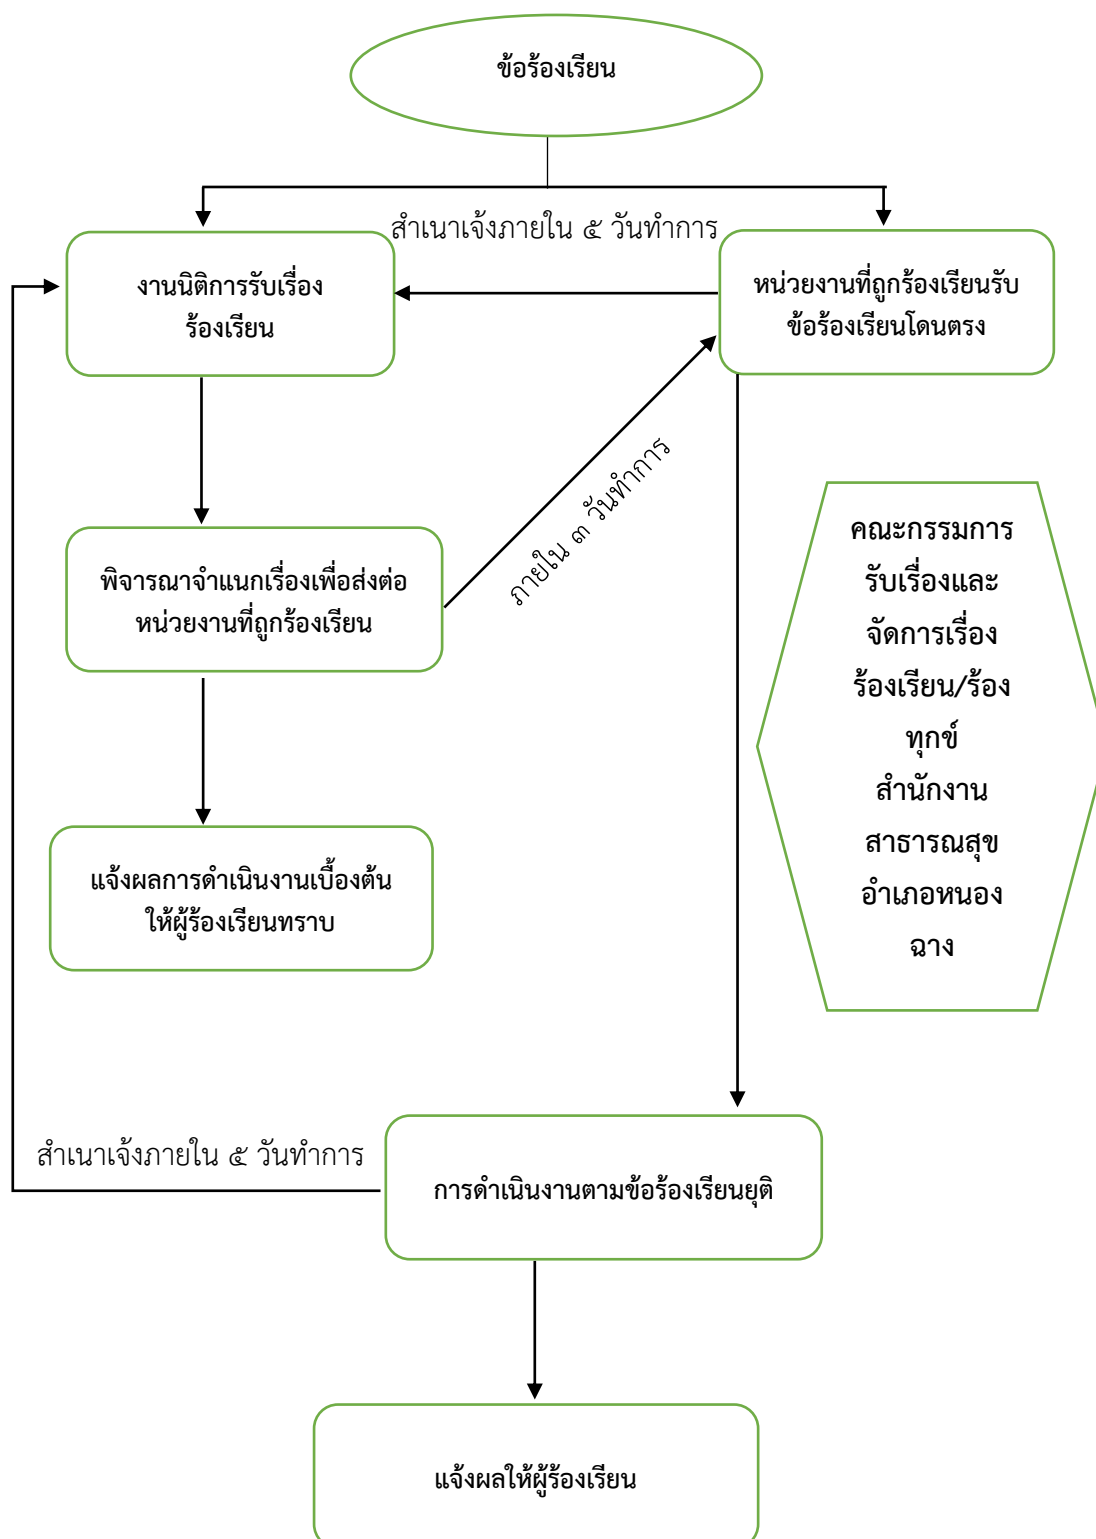 ข้อร้องเรียน
สำเนาเจ้งภายใน ๕ วันทำการ
งานนิติการรับเรื่อง
ร้องเรียน
หน่วยงานที่ถูกร้องเรียนรับ
ข้อร้องเรียนโดนตรง
ภายใน ๓ วันทำการ
พิจารณาจำแนกเรื่องเพื่อส่งต่อ
หน่วยงานที่ถูกร้องเรียน
คณะกรรมการ
รับเรื่องและ
จัดการเรื่อง
ร้องเรียน/ร้อง
ทุกข์
สำนักงาน
สาธารณสุข
อำเภอหนอง
ฉาง
แจ้งผลการดำเนินงานเบื้องต้น
ให้ผู้ร้องเรียนทราบ
สำเนาเจ้งภายใน ๕ วันทำการ
การดำเนินงานตามข้อร้องเรียนยุติ
แจ้งผลให้ผู้ร้องเรียน